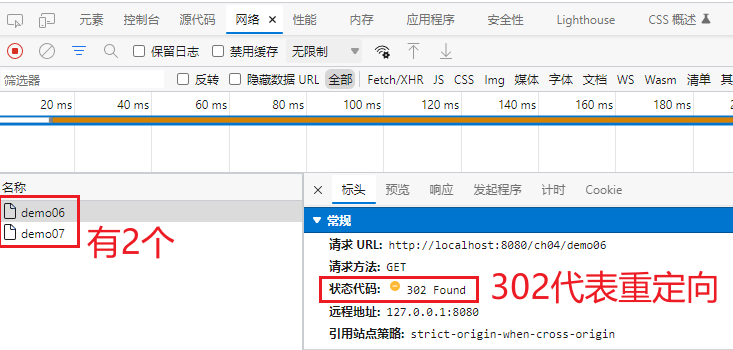 元素 控制台 源代码 网络 性能 内存 应用程序 安全性 Lighthouse CSS 概述
保留日志 禁用缓存 无限制
筛选器 反转 隐藏数据 URL 全部 Fetch/XHR JS CSS Img 媒体 字体 文档 WS Wasm 清单
20 ms 40 ms 60 ms 80 ms 100 ms 120 ms 140 ms 160 ms 180 ms
名称
demo06
demo07
有2个
标头 预览 响应 发起程序 计时 Cookie
常规
请求 URL: http://localhost:8080/ch04/demo06
请求方法: GET
状态代码: 302 Found
302代表重定向
远程地址: 127.0.0.1:8080
引用站点策略: strict-origin-when-cross-origin